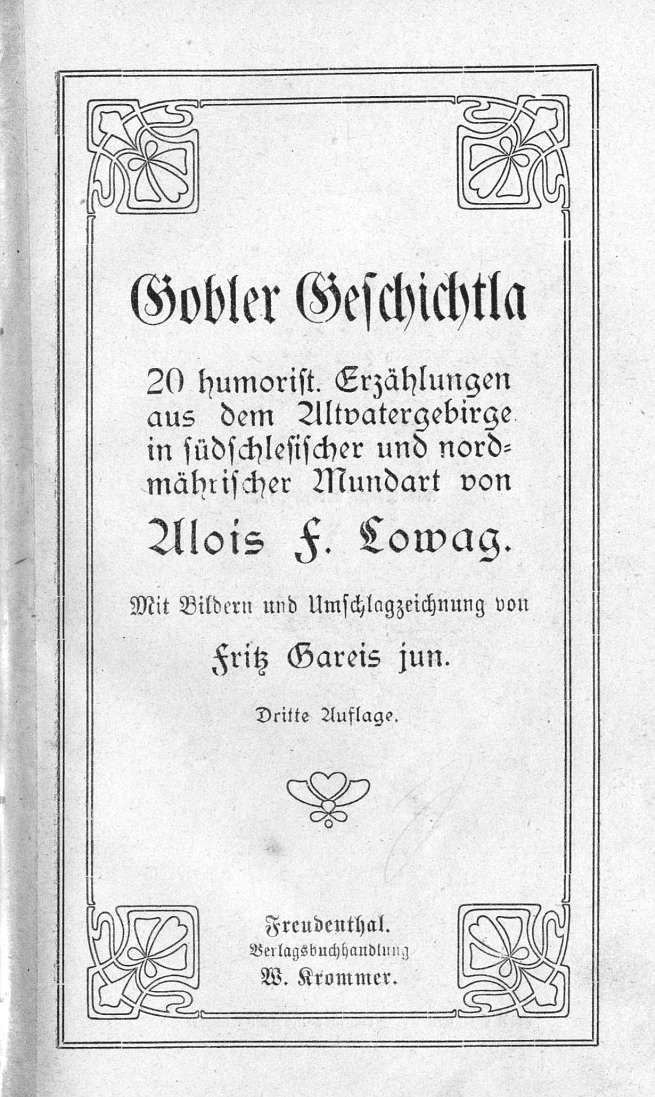 Gobler Geschichtla
20 humorist. Erzählungen
aus dem Altvatergebirge
in südschlesischer und nord-
mährischer Mundart von
Alois F. Lowag.
Mit Bildern und Umschlagzeichnung von
Fritz Gareis jun.
Dritte Auflage.
Freudenthal.
Verlagsbuchhandlung
W. Krommer.